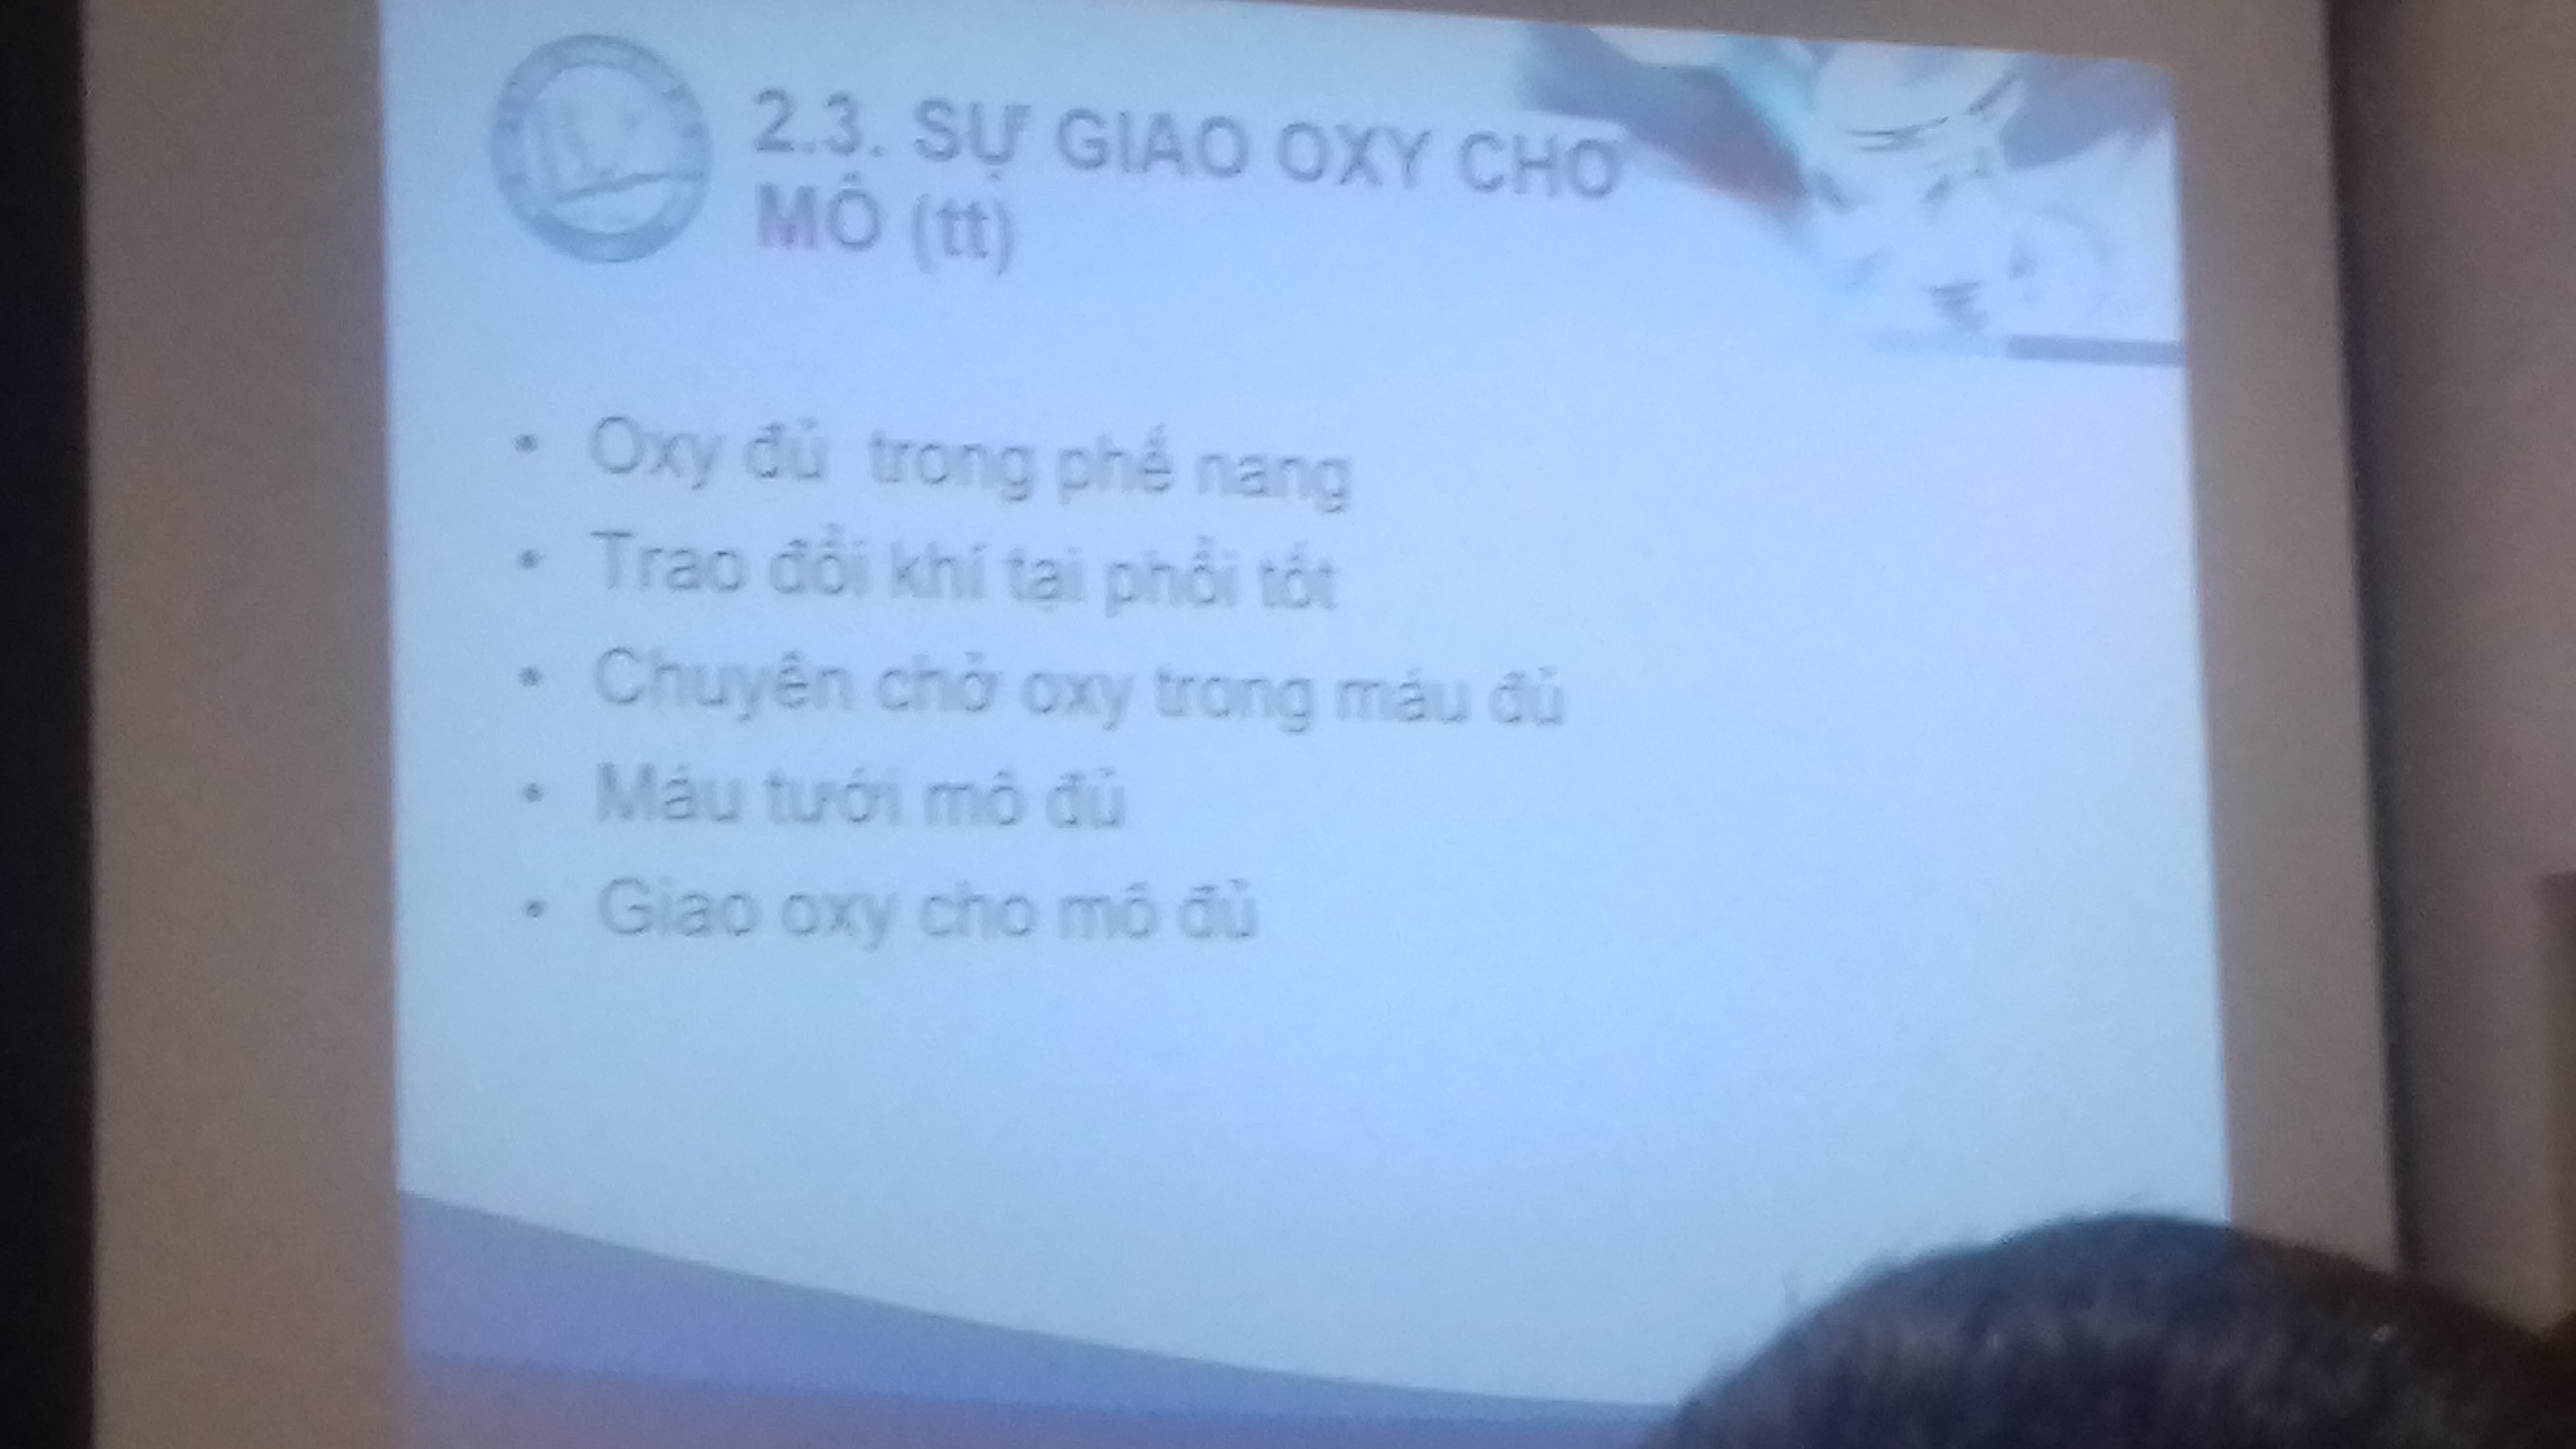 2.3. SỰ GIAO OXY CHO
MÔ (tt)
• Oxy đủ trong phế nang
• Trao đổi khí tại phổi tốt
• Chuyên chở oxy trong máu đủ
• Máu tưới mô đủ
• Giao oxy cho mô đủ